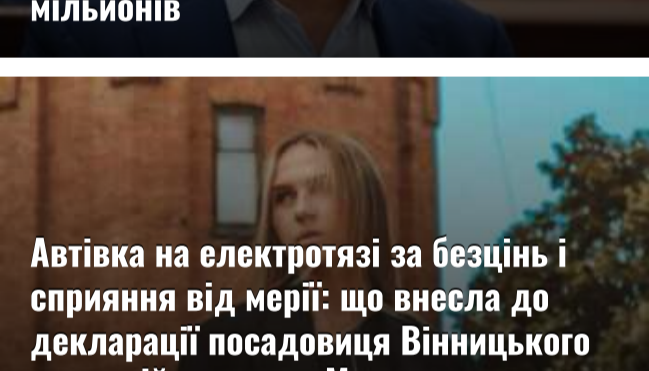 мільйонів
Автівка на електротязі за безцінь і
сприяння від мерії: що внесла до
декларації посадовиця Вінницького